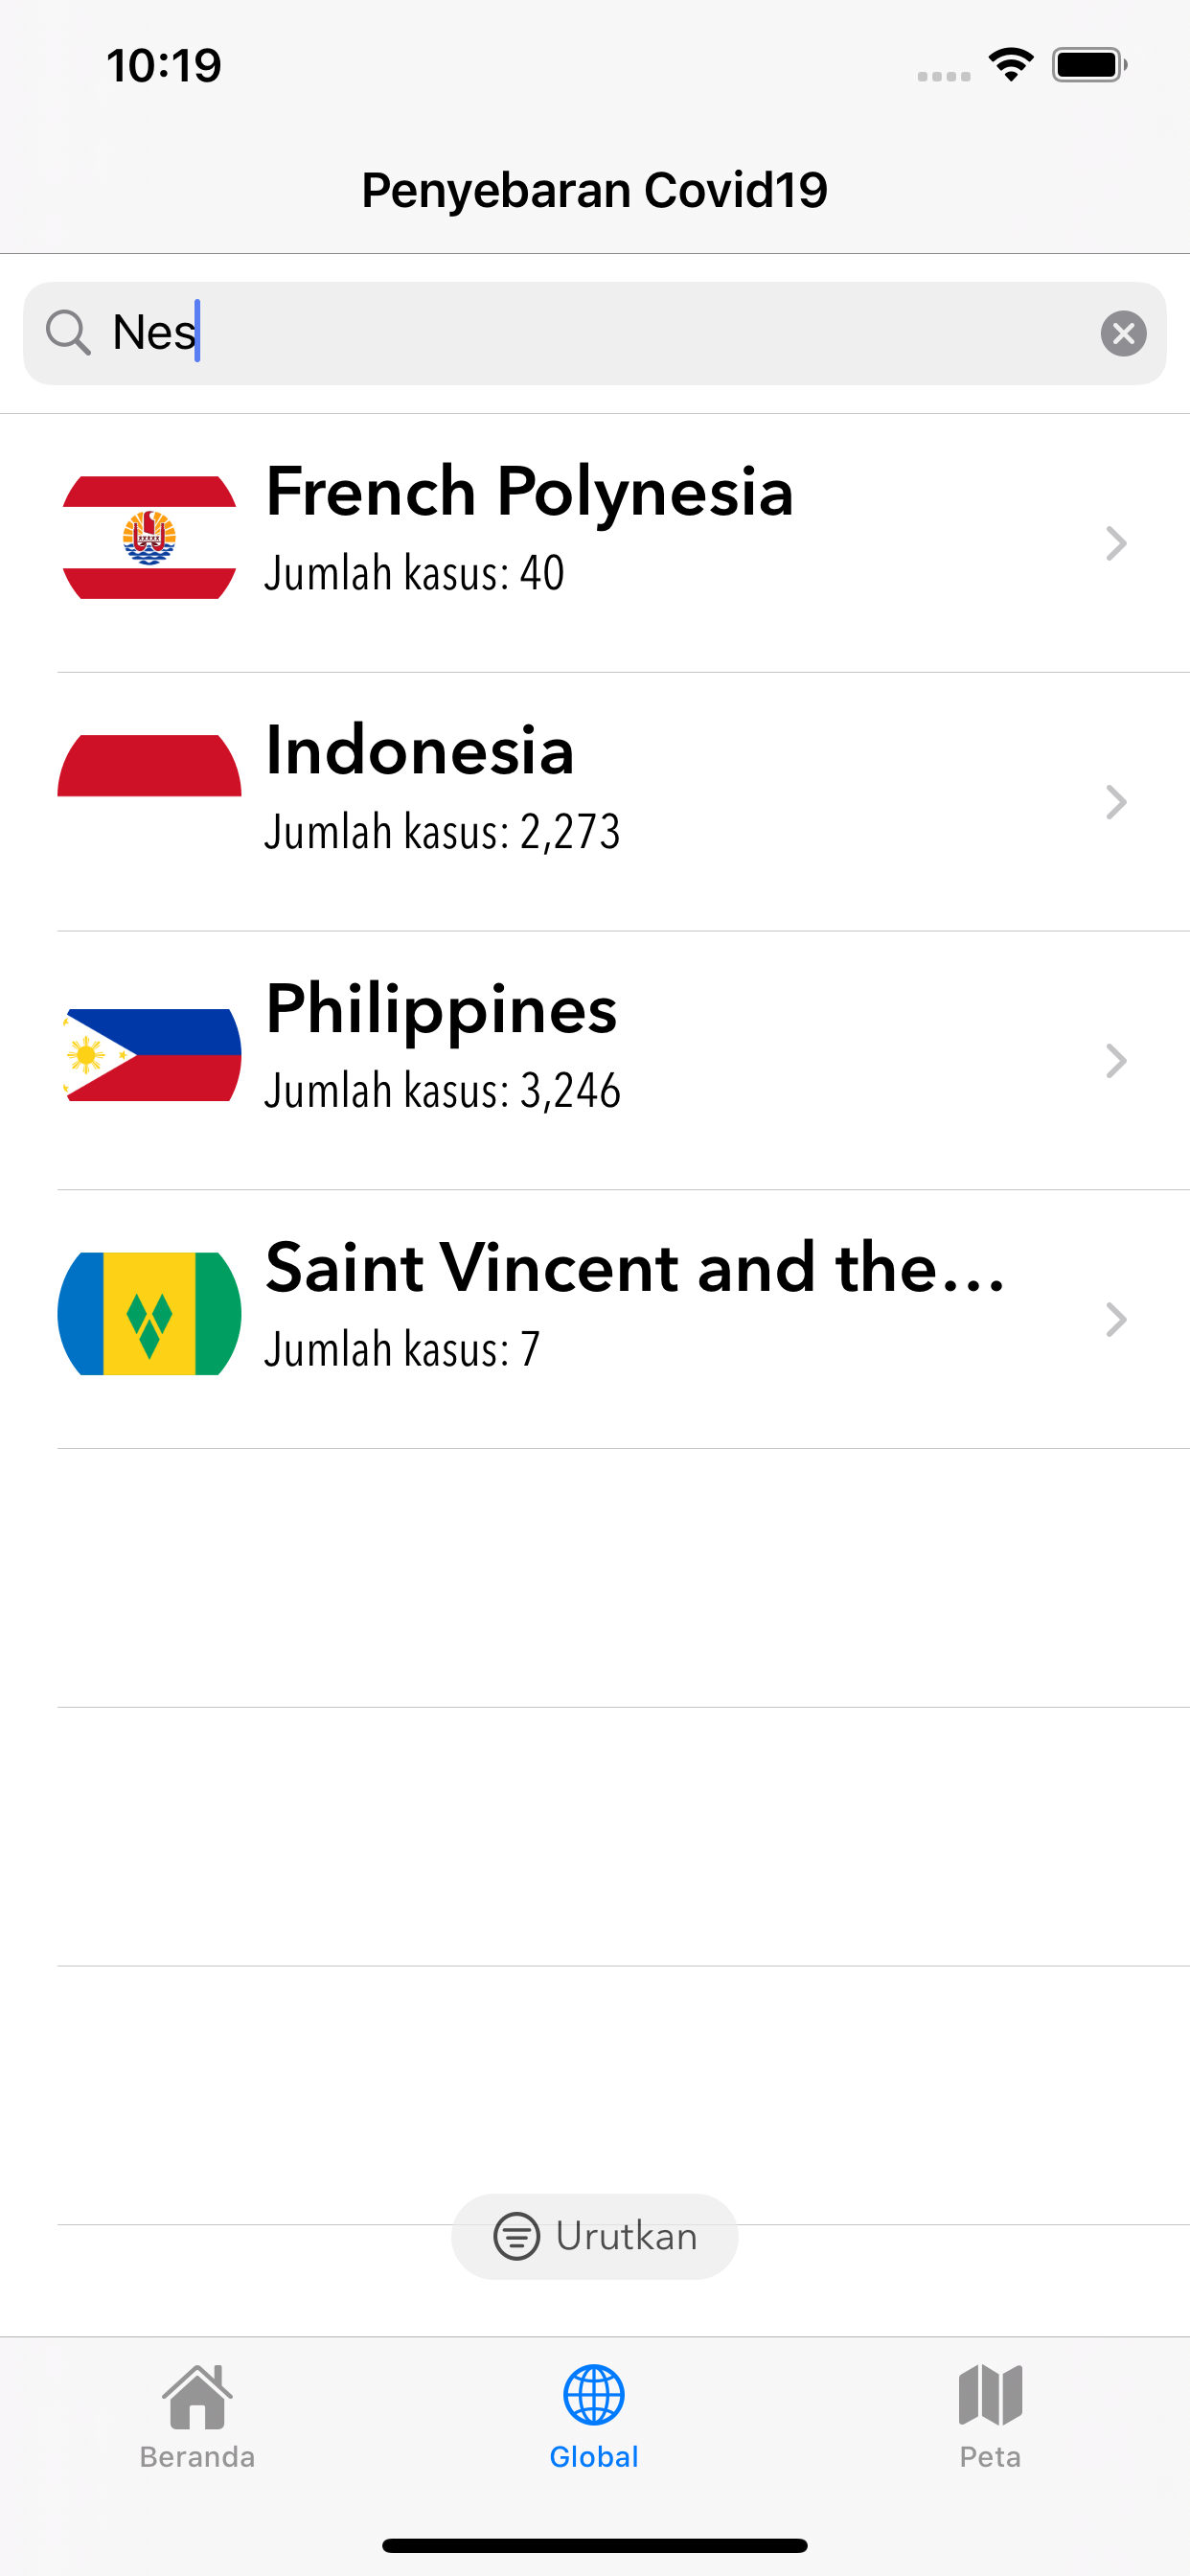 10:19
Penyebaran Covid19
Nes
French Polynesia
Jumlah kasus: 40
Indonesia
Jumlah kasus: 2,273
Philippines
Jumlah kasus: 3,246
Saint Vincent and the...
Jumlah kasus: 7
Urutkan
Beranda
Global
Peta